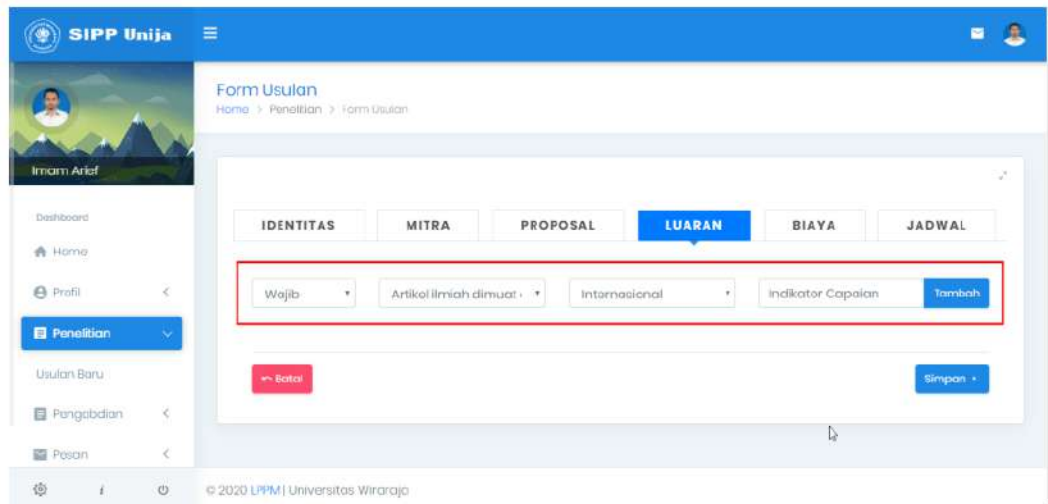 SIPP Unija
Form Usulan
Home > Penelitian > Form Usulan
Imam Arief
Dashboard
Home
Profil
Penelitian
Usulan Baru
Pengabdian
Pesan
IDENTITAS MITRA PROPOSAL LUARAN BIAYA JADWAL
Wajib Artikel ilmiah dimuat Internasional Indikator Capaian Tambah
Batal Simpan
© 2020 LPPM | Universitas Wiraraja